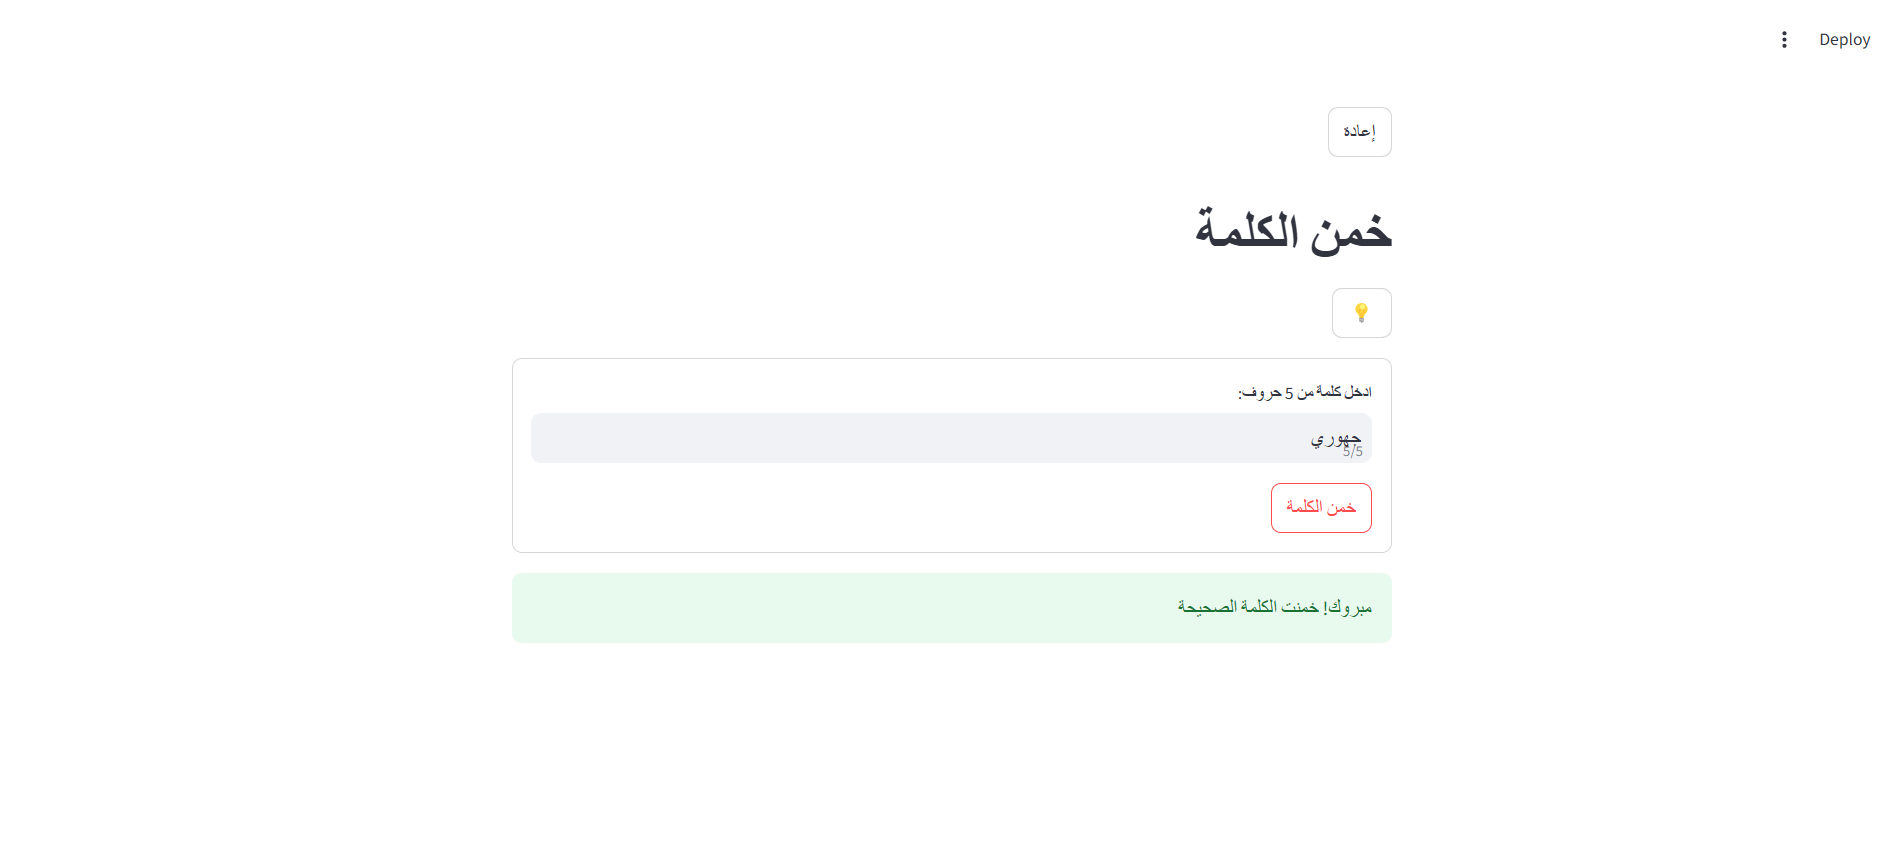 Deploy
إعادة
خمن الكلمة
ادخل كلمة من 5 حروف:
جهوري
5/5
خمن الكلمة
مبروك! خمنت الكلمة الصحيحة